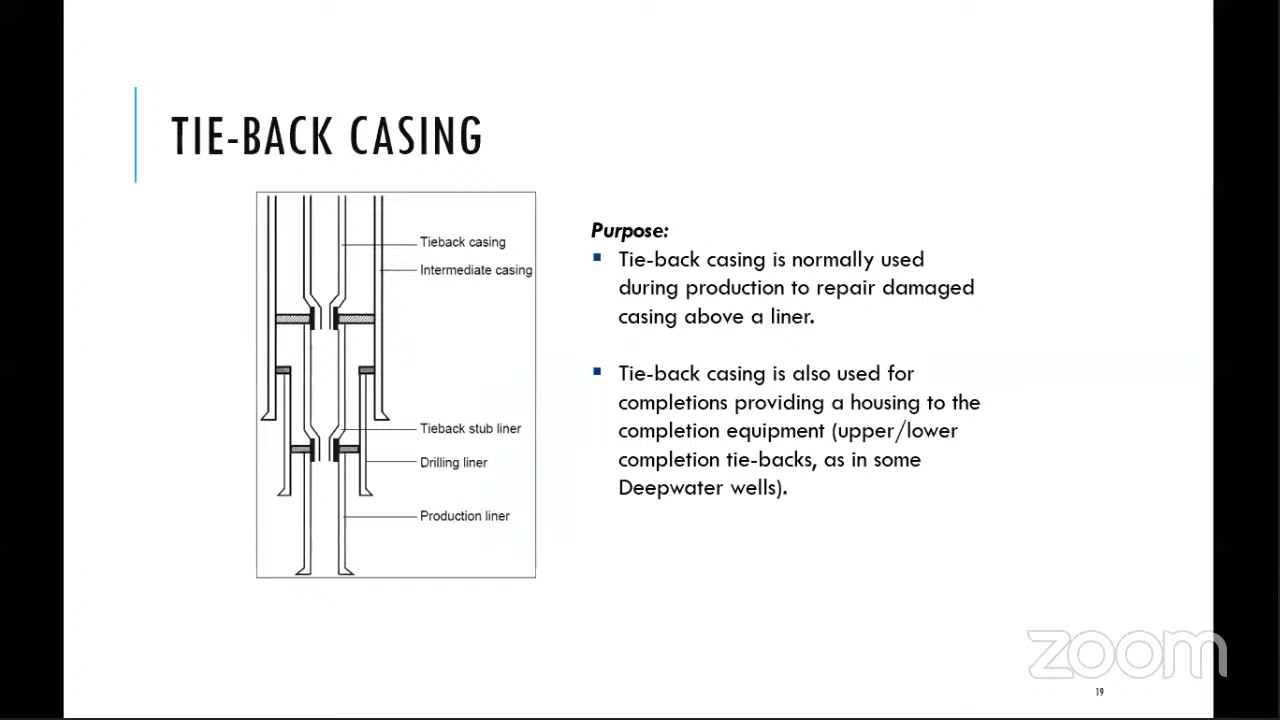 TIE-BACK CASING
Tieback casing
Intermediate casing
Tieback stub liner
Drilling liner
Production liner
Purpose:
▪ Tie-back casing is normally used
during production to repair damaged
casing above a liner.
▪ Tie-back casing is also used for
completions providing a housing to the
completion equipment (upper/lower
completion tie-backs, as in some
Deepwater wells).
zoom
19